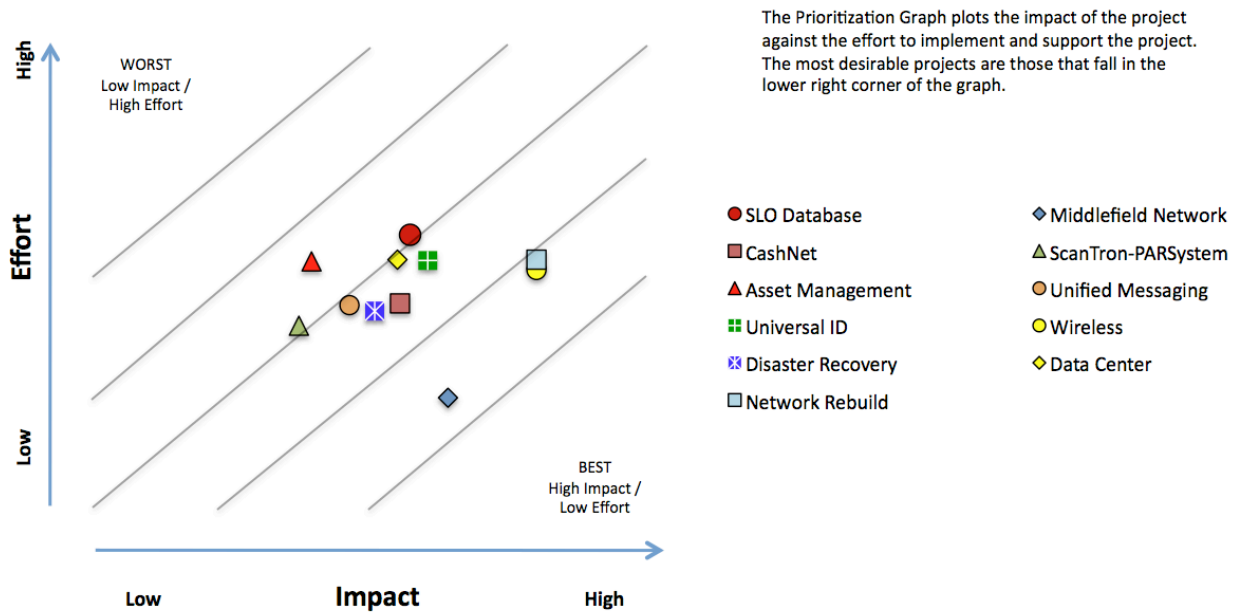 The Prioritization Graph plots the impact of the project
against the effort to implement and support the project.
The most desirable projects are those that fall in the
lower right corner of the graph.
High
WORST
Low Impact /
High Effort
Effort
SLO Database
Middlefield Network
CashNet
ScanTron-PARSystem
Asset Management
Unified Messaging
Universal ID
Wireless
Disaster Recovery
Data Center
Network Rebuild
Low
BEST
High Impact /
Low Effort
Low
Impact
High